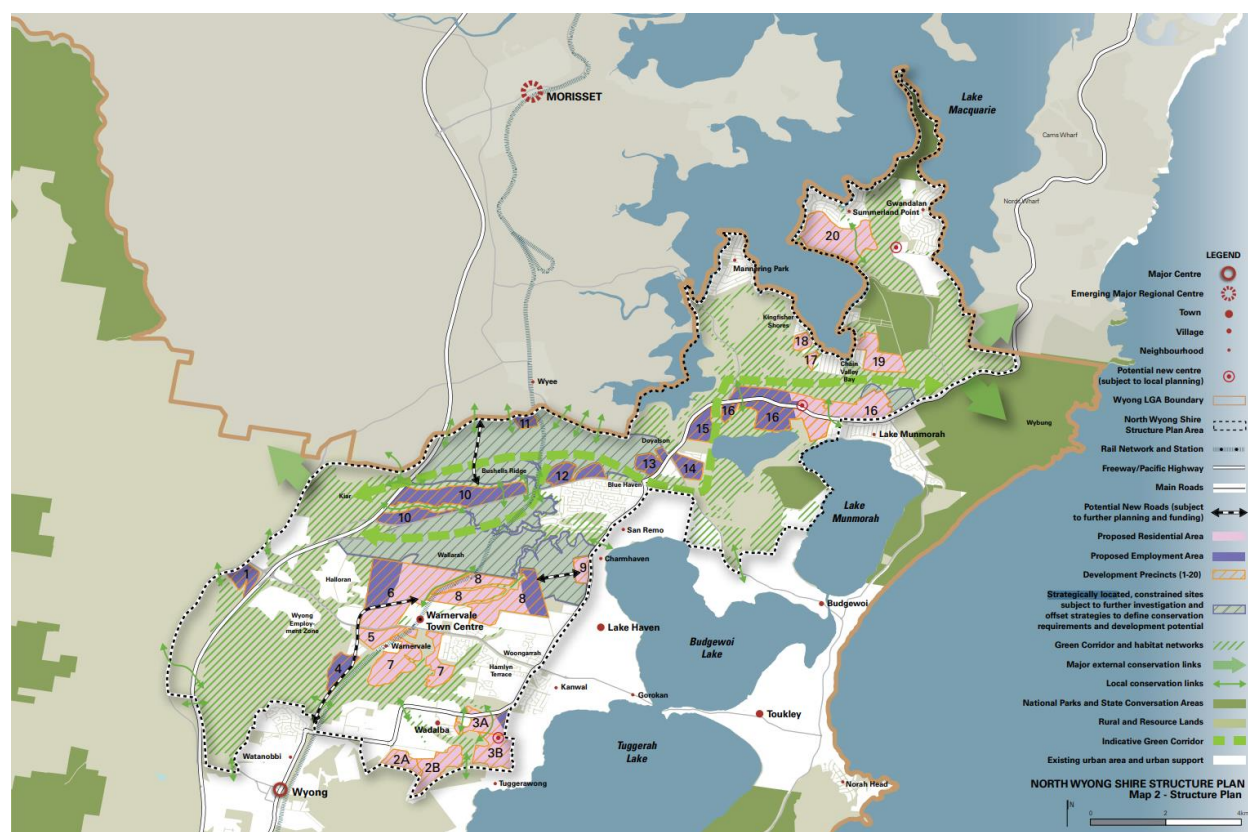 MORISSET
Lake
Macquarie
Cams Wharf
Nords Wharf
Gwandalan
Summerland Point
20
Mannering Park
Kingfisher
Shores
18
17
Chain
Valley
Bay
19
Wyee
16
16
16
15
Lake Munmorah
Wybung
11
Doyalson
13
14
Bushells Ridge
12
Blue Haven
Kiar
10
10
Lake
Munmorah
San Remo
Wallarah
Charmhaven
9
1
Halloran
8
8
8
6
Wyong
Employ-
ment Zone
Warnervale
Town Centre
Budgewoi
Lake Haven
Budgewoi
Lake
5
Warnervale
Woongarrah
4
7
7
Hamlyn
Terrace
Kanwal
Gorokan
Toukley
3A
Wadalba
3B
Tuggerah
Lake
Watanobbi
2A
2B
Tuggerawong
Wyong
Norah Head
LEGEND
Major Centre
Emerging Major Regional Centre
Town
Village
Neighbourhood
Potential new centre
(subject to local planning)
Wyong LGA Boundary
North Wyong Shire
Structure Plan Area
Rail Network and Station
Freeway/Pacific Highway
Main Roads
Potential New Roads (subject
to further planning and funding)
Proposed Residential Area
Proposed Employment Area
Development Precincts (1-20)
Strategically located, constrained sites
subject to further investigation and
offset strategies to define conservation
requirements and development potential
Green Corridor and habitat networks
Major external conservation links
Local conservation links
National Parks and State Conservation Areas
Rural and Resource Lands
Indicative Green Corridor
Existing urban area and urban support
NORTH WYONG SHIRE STRUCTURE PLAN
Map 2 - Structure Plan
N
0 2 4km